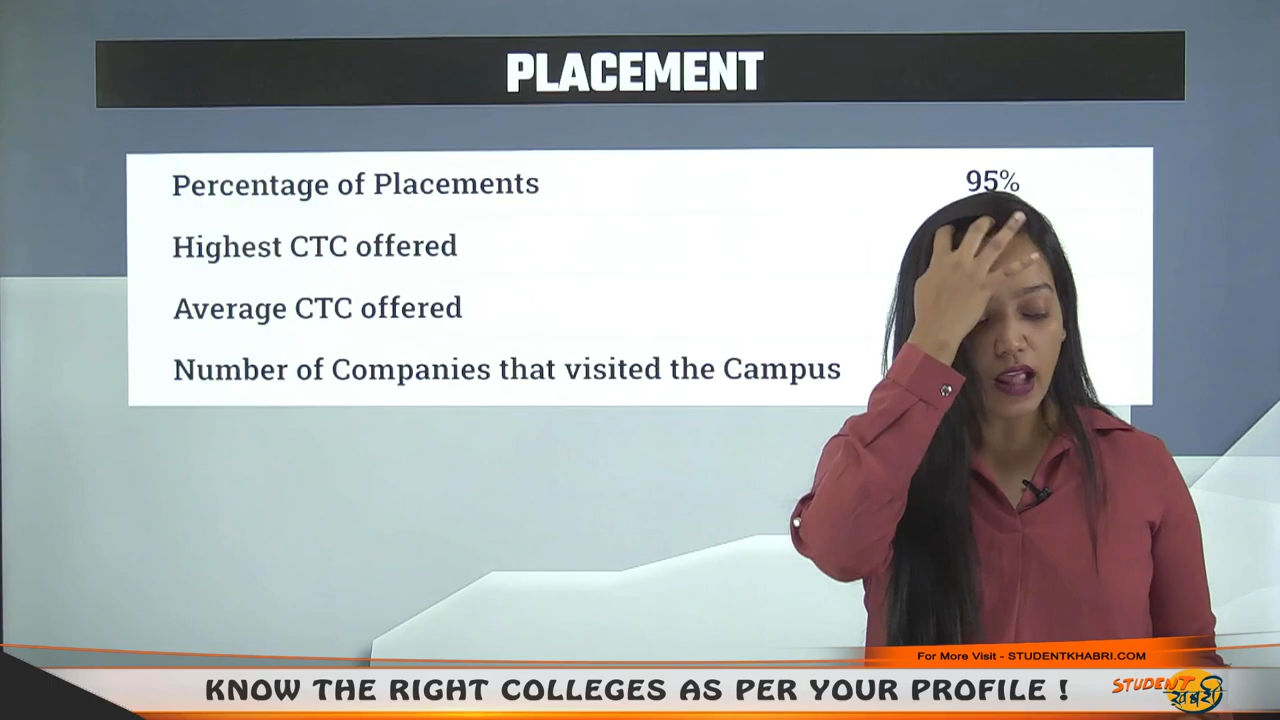 PLACEMENT
Percentage of Placements 95%
Highest CTC offered
Average CTC offered
Number of Companies that visited the Campus
For More Visit - STUDENTKHABRI.COM
KNOW THE RIGHT COLLEGES AS PER YOUR PROFILE !
STUDENT
खबरी